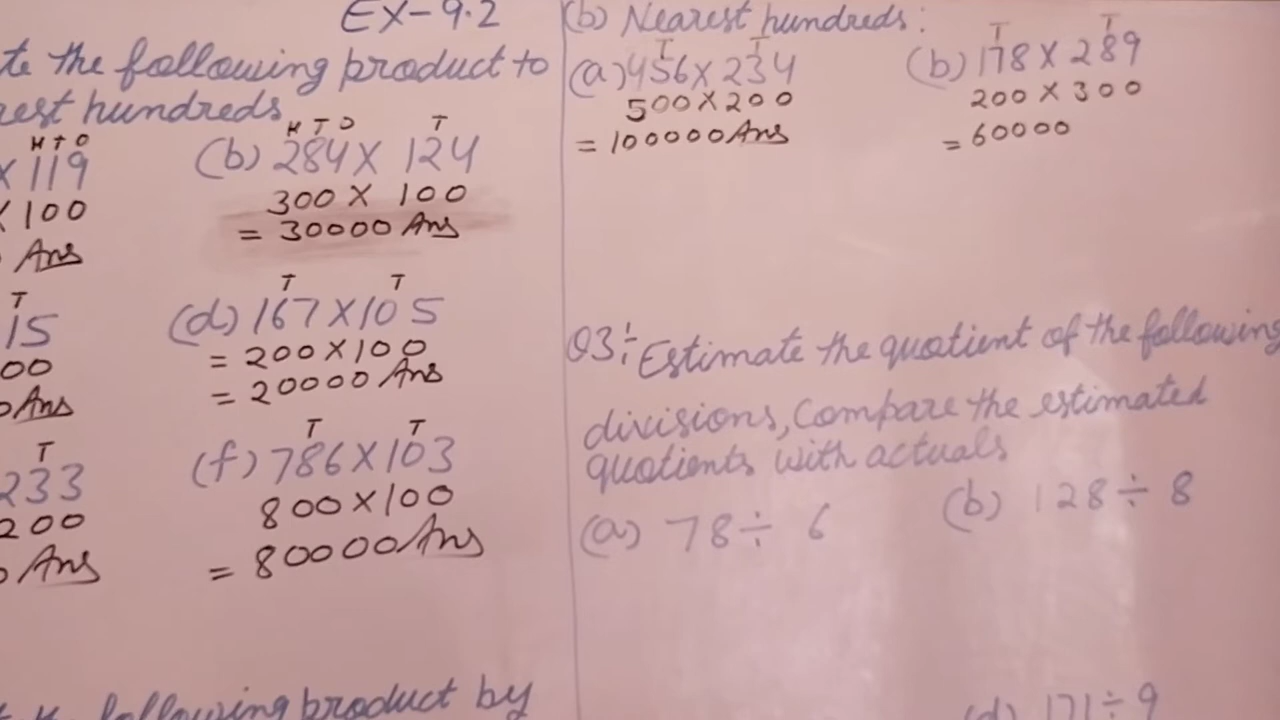 EX-9.2
te the following product to
rest hundreds
H T O
× 119
× 100
Ans
H T O T
(b) 284 × 124
300 × 100
= 30000 Ans
T
15
00
0 Ans
T T
(d) 167 × 105
= 200 × 100
= 20000 Ans
T
233
200
0 Ans
T T
(f) 786 × 103
800 × 100
= 80000 Ans
following product by
(b) Nearest hundreds:
T T
(a) 456 × 234
500 × 200
= 100000 Ans
T T
(b) 178 × 289
200 × 300
= 60000
Q3:- Estimate the quotient of the following
divisions, Compare the estimated
quotients with actuals
(a) 78 ÷ 6
(b) 128 ÷ 8
(d) 171 ÷ 9